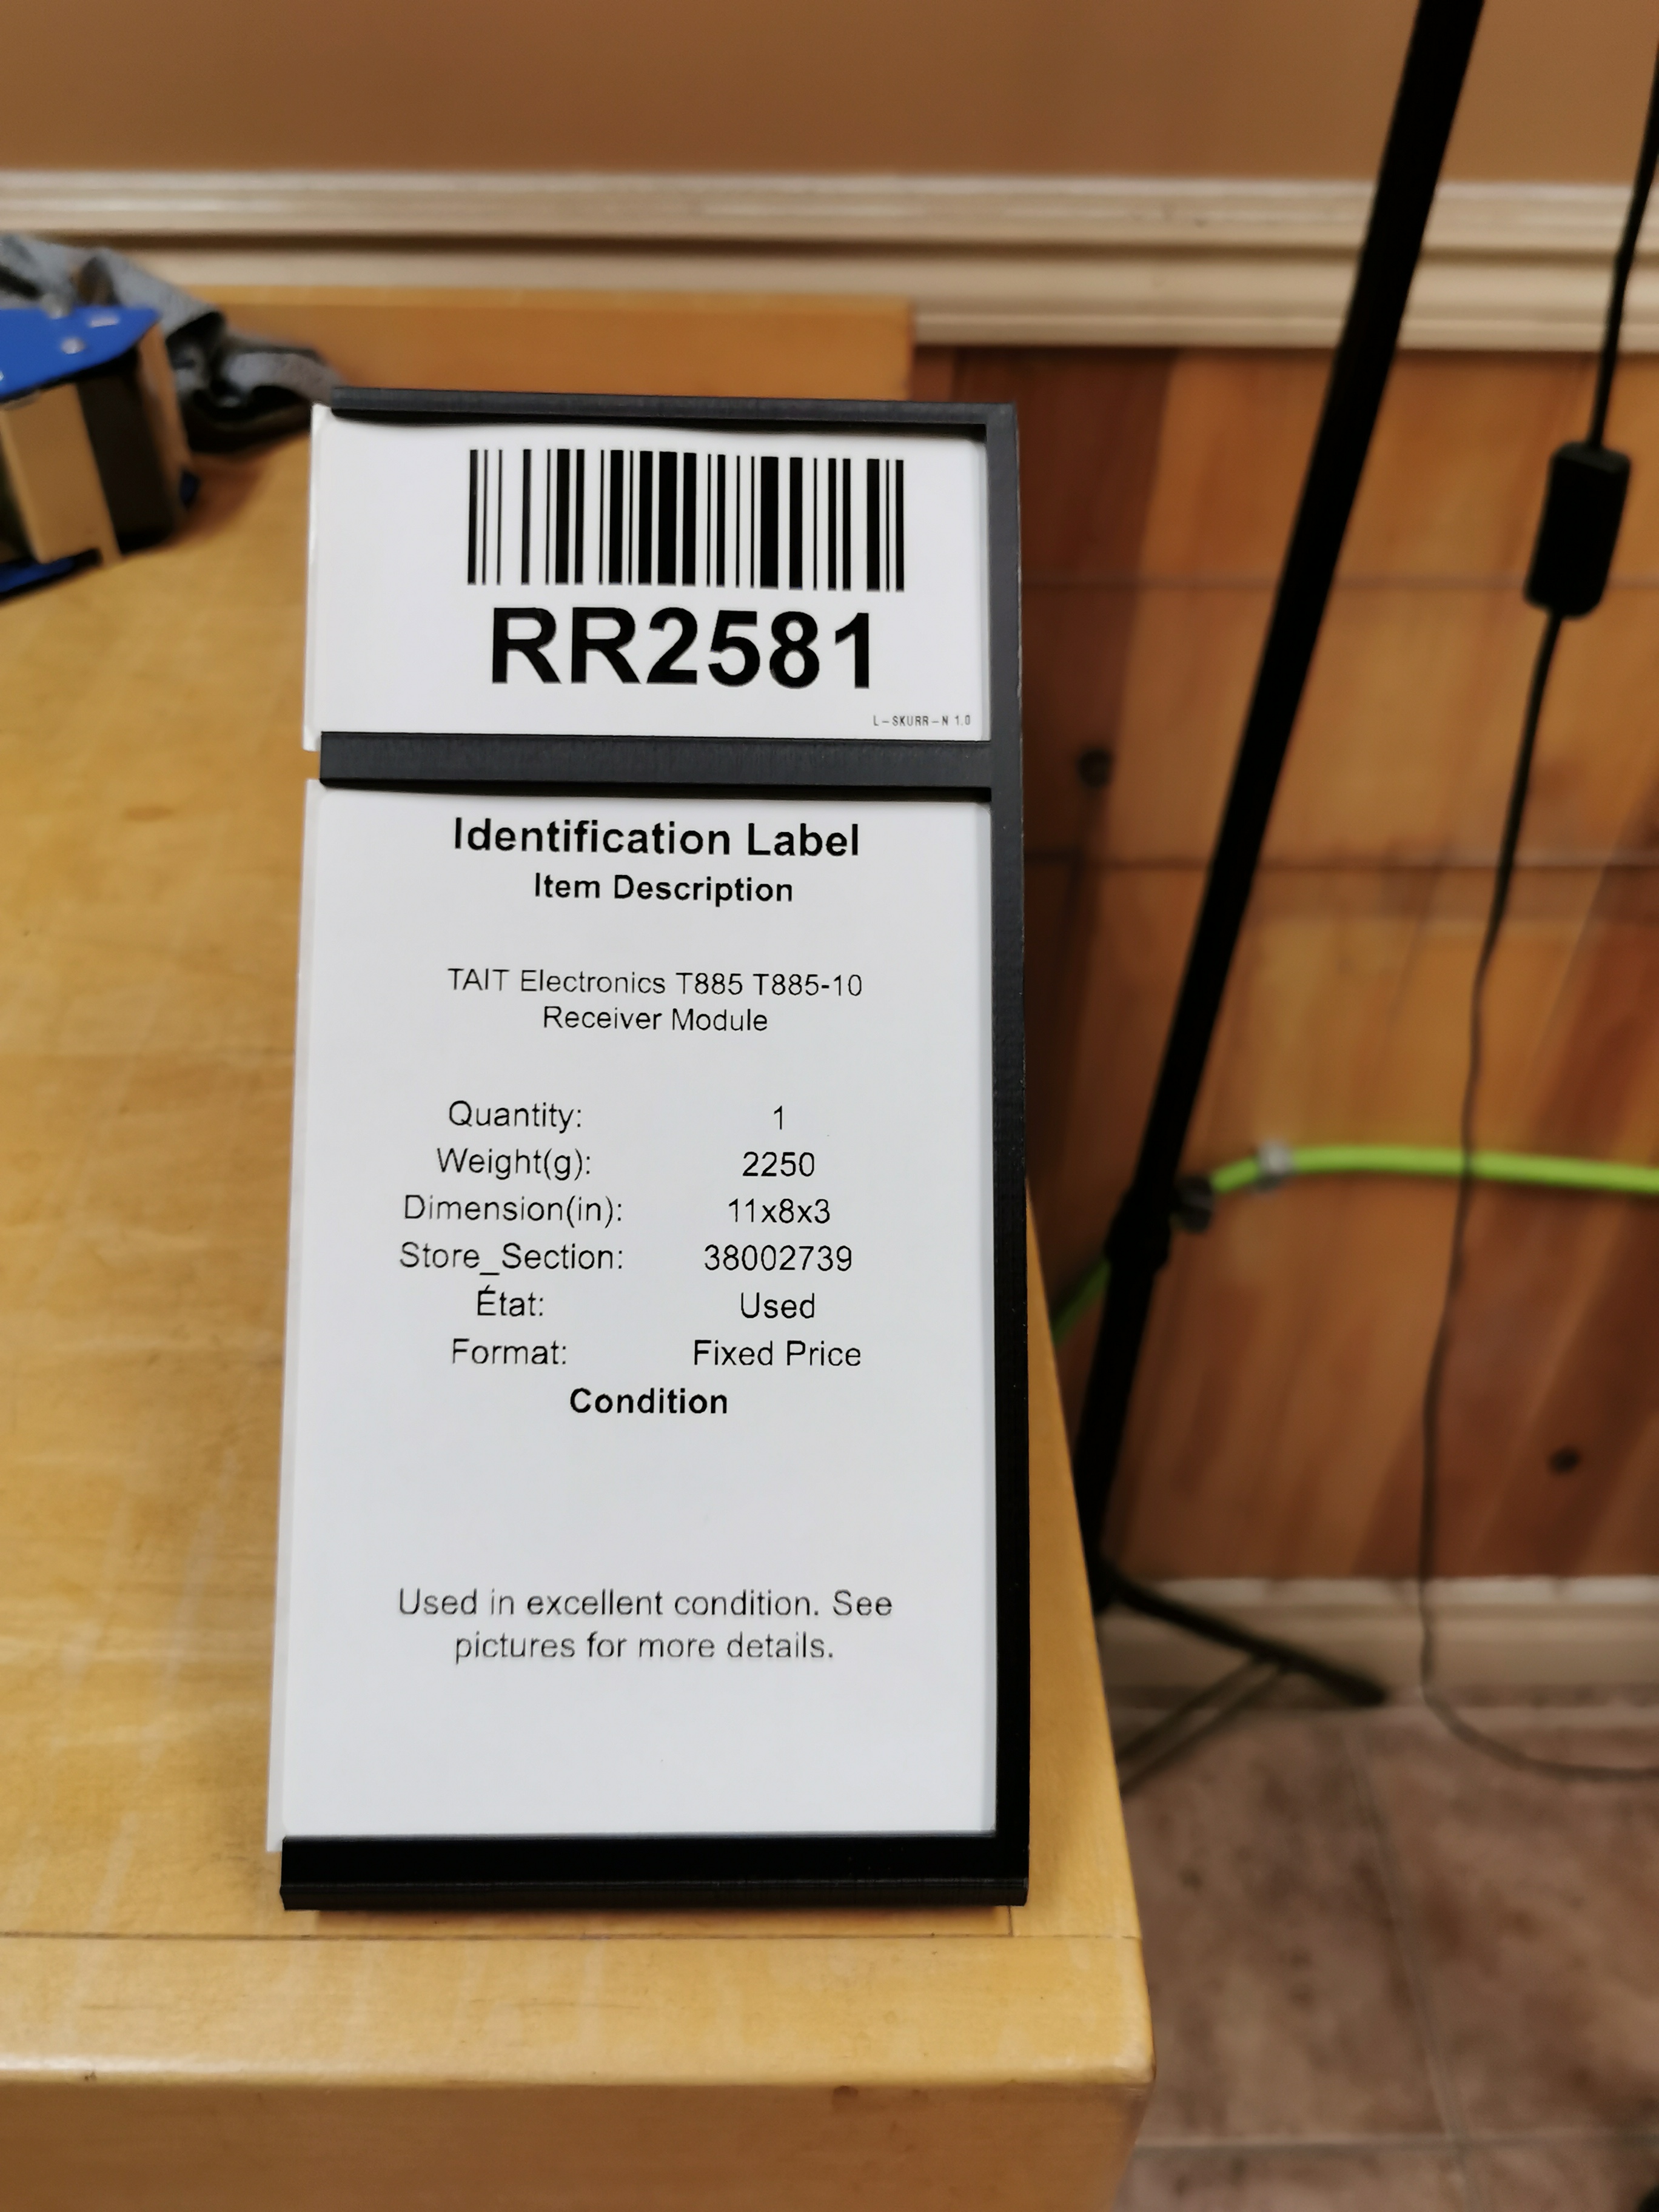 RR2581
L-SKURR-N 1.0
Identification Label
Item Description
TAIT Electronics T885 T885-10
Receiver Module
Quantity: 1
Weight(g): 2250
Dimension(in): 11x8x3
Store_Section: 38002739
État: Used
Format: Fixed Price
Condition
Used in excellent condition. See
pictures for more details.